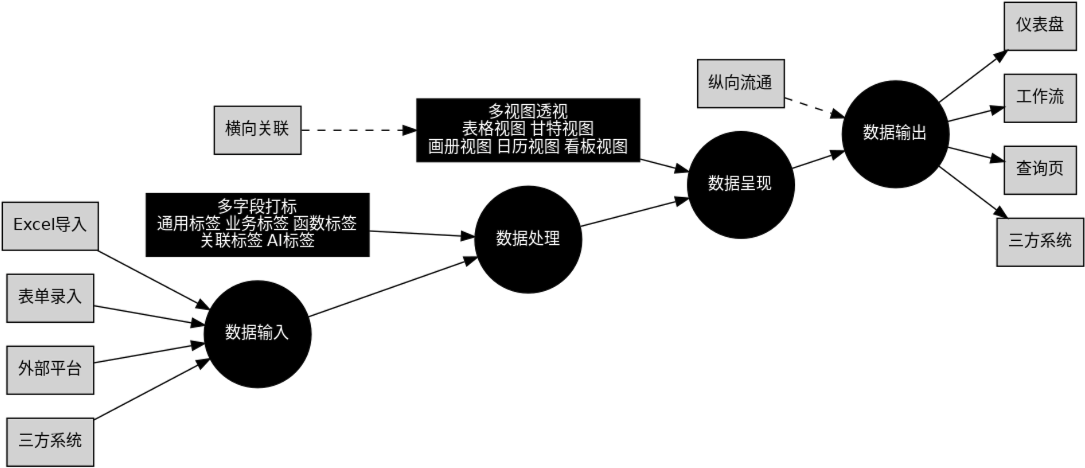 仪表盘
纵向流通
工作流
横向关联
多视图透视
表格视图 甘特视图
画册视图 日历视图 看板视图
数据输出
查询页
数据呈现
多字段打标
通用标签 业务标签 函数标签
关联标签 AI标签
Excel导入
数据处理
三方系统
表单录入
数据输入
外部平台
三方系统